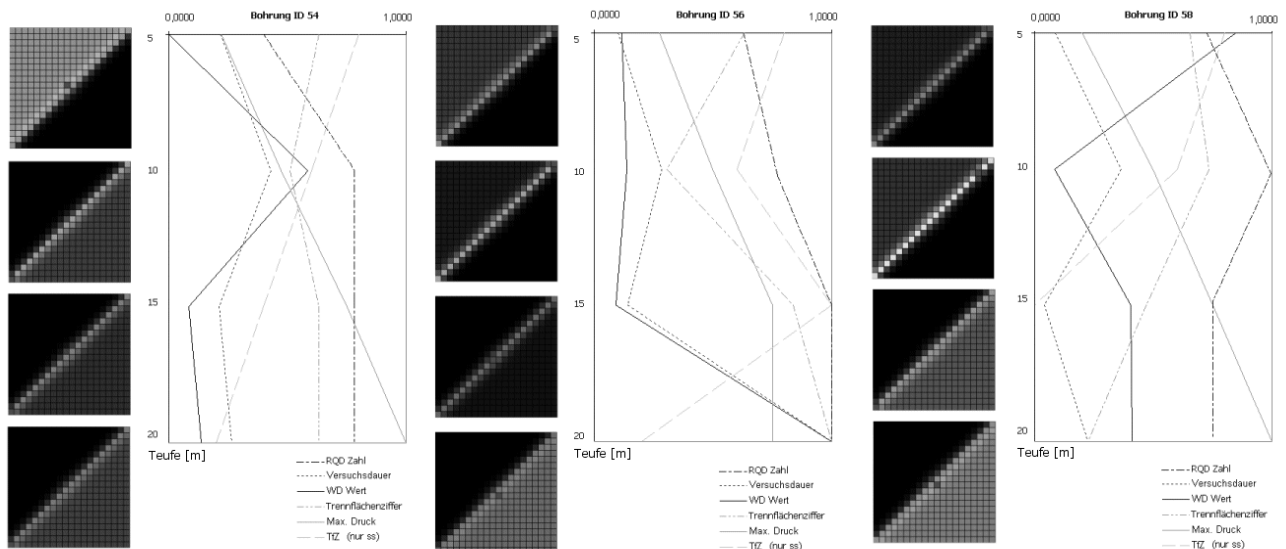 0,0000 Bohrung ID 54 1,0000
5
10
15
20
Teufe [m]
RQD Zahl
Versuchsdauer
WD Wert
Trennflächenziffer
Max. Druck
TfZ (nur ss)
0,0000 Bohrung ID 56 1,0000
5
10
15
20
Teufe [m]
RQD Zahl
Versuchsdauer
WD Wert
Trennflächenziffer
Max. Druck
TfZ (nur ss)
0,0000 Bohrung ID 58 1,0000
5
10
15
20
Teufe [m]
RQD Zahl
Versuchsdauer
WD Wert
Trennflächenziffer
Max. Druck
TfZ (nur ss)